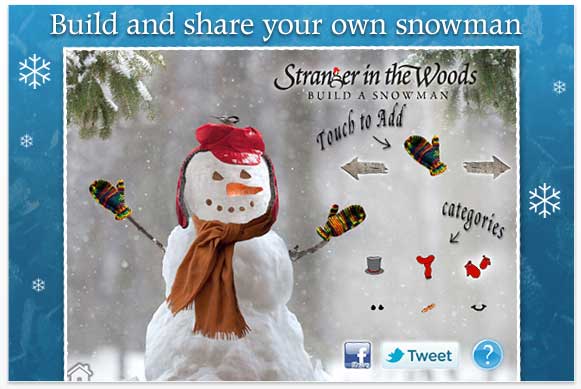 Build and share your own snowman
Stranger in the Woods
BUILD A SNOWMAN
Touch to Add
categories
Tweet
?